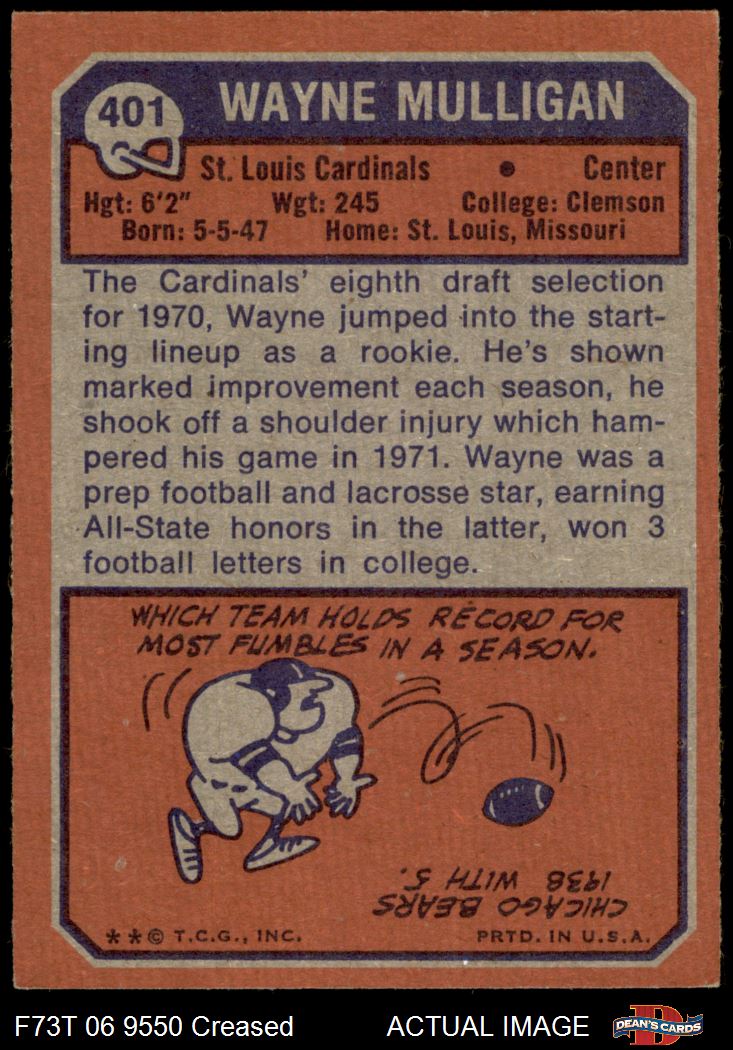 401
WAYNE MULLIGAN
St. Louis Cardinals • Center
Hgt: 6'2" Wgt: 245 College: Clemson
Born: 5-5-47 Home: St. Louis, Missouri
The Cardinals' eighth draft selection
for 1970, Wayne jumped into the start-
ing lineup as a rookie. He's shown
marked improvement each season, he
shook off a shoulder injury which ham-
pered his game in 1971. Wayne was a
prep football and lacrosse star, earning
All-State honors in the latter, won 3
football letters in college.
WHICH TEAM HOLDS RECORD FOR
MOST FUMBLES IN A SEASON.
CHICAGO BEARS
1938 WITH 5.
**© T.C.G., INC. PRTD. IN U.S.A.
F73T 06 9550 Creased ACTUAL IMAGE
D
DEAN'S CARDS